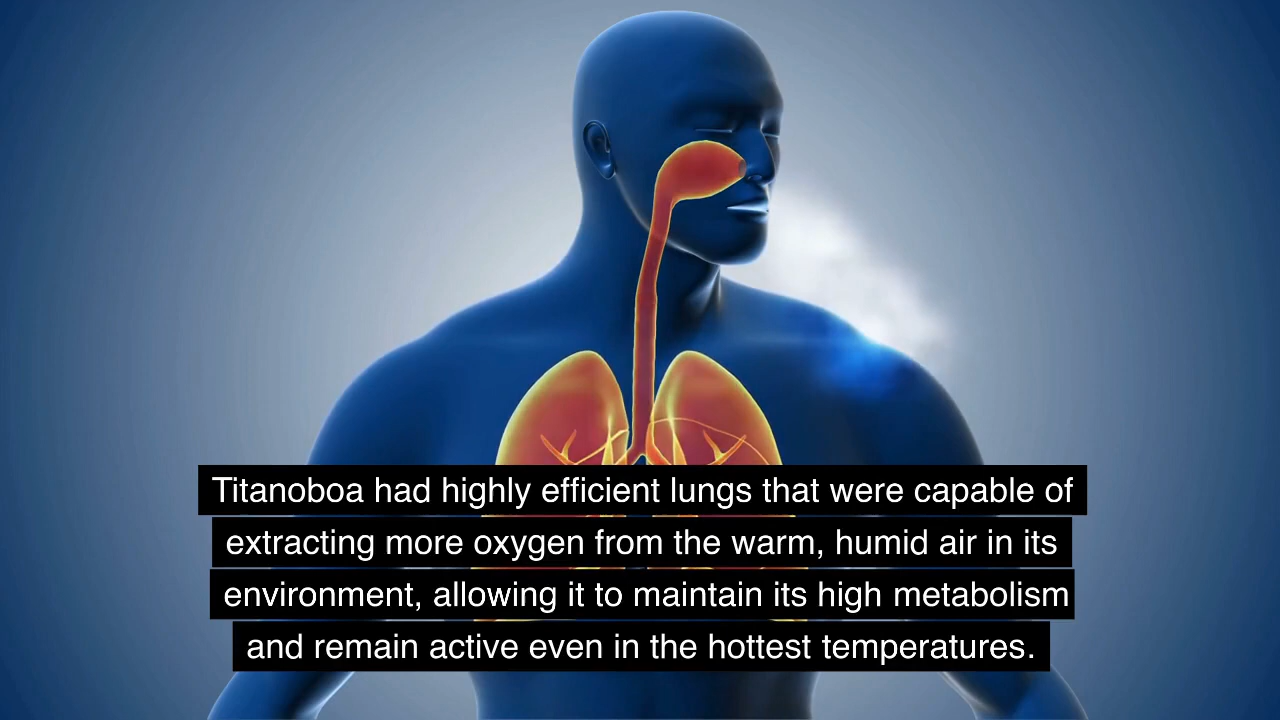 Titanoboa had highly efficient lungs that were capable of
extracting more oxygen from the warm, humid air in its
environment, allowing it to maintain its high metabolism
and remain active even in the hottest temperatures.